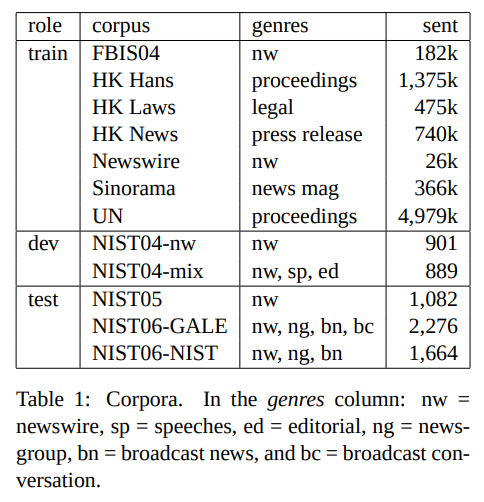 role corpus genres sent
train FBIS04 nw 182k
HK Hans proceedings 1,375k
HK Laws legal 475k
HK News press release 740k
Newswire nw 26k
Sinorama news mag 366k
UN proceedings 4,979k
dev NIST04-nw nw 901
NIST04-mix nw, sp, ed 889
test NIST05 nw 1,082
NIST06-GALE nw, ng, bn, bc 2,276
NIST06-NIST nw, ng, bn 1,664
Table 1: Corpora. In the genres column: nw =
newswire, sp = speeches, ed = editorial, ng = news-
group, bn = broadcast news, and bc = broadcast con-
versation.